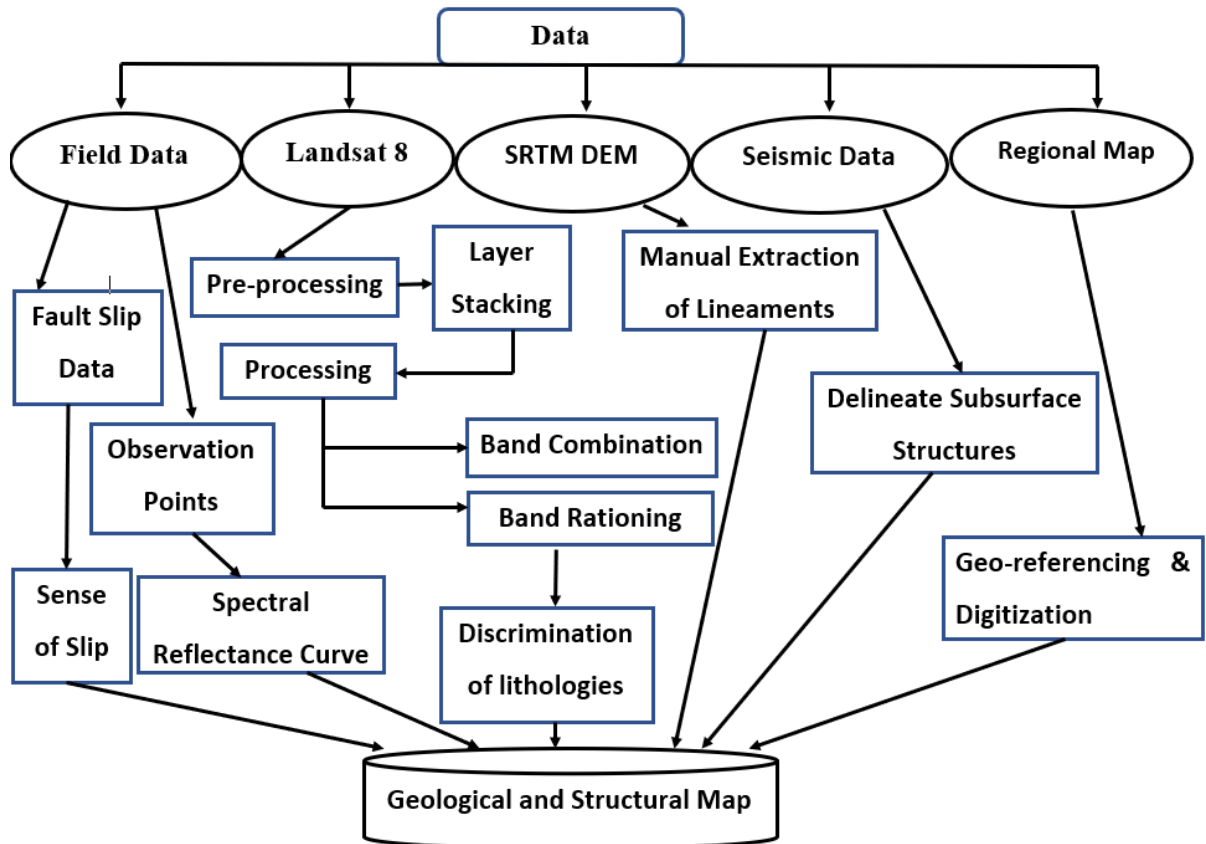 Data
Field Data
Landsat 8
SRTM DEM
Seismic Data
Regional Map
Fault Slip
Data
Pre-processing
Layer
Stacking
Manual Extraction
of Lineaments
Processing
Delineate Subsurface
Structures
Observation
Points
Band Combination
Band Rationing
Geo-referencing &
Digitization
Sense
of Slip
Spectral
Reflectance Curve
Discrimination
of lithologies
Geological and Structural Map